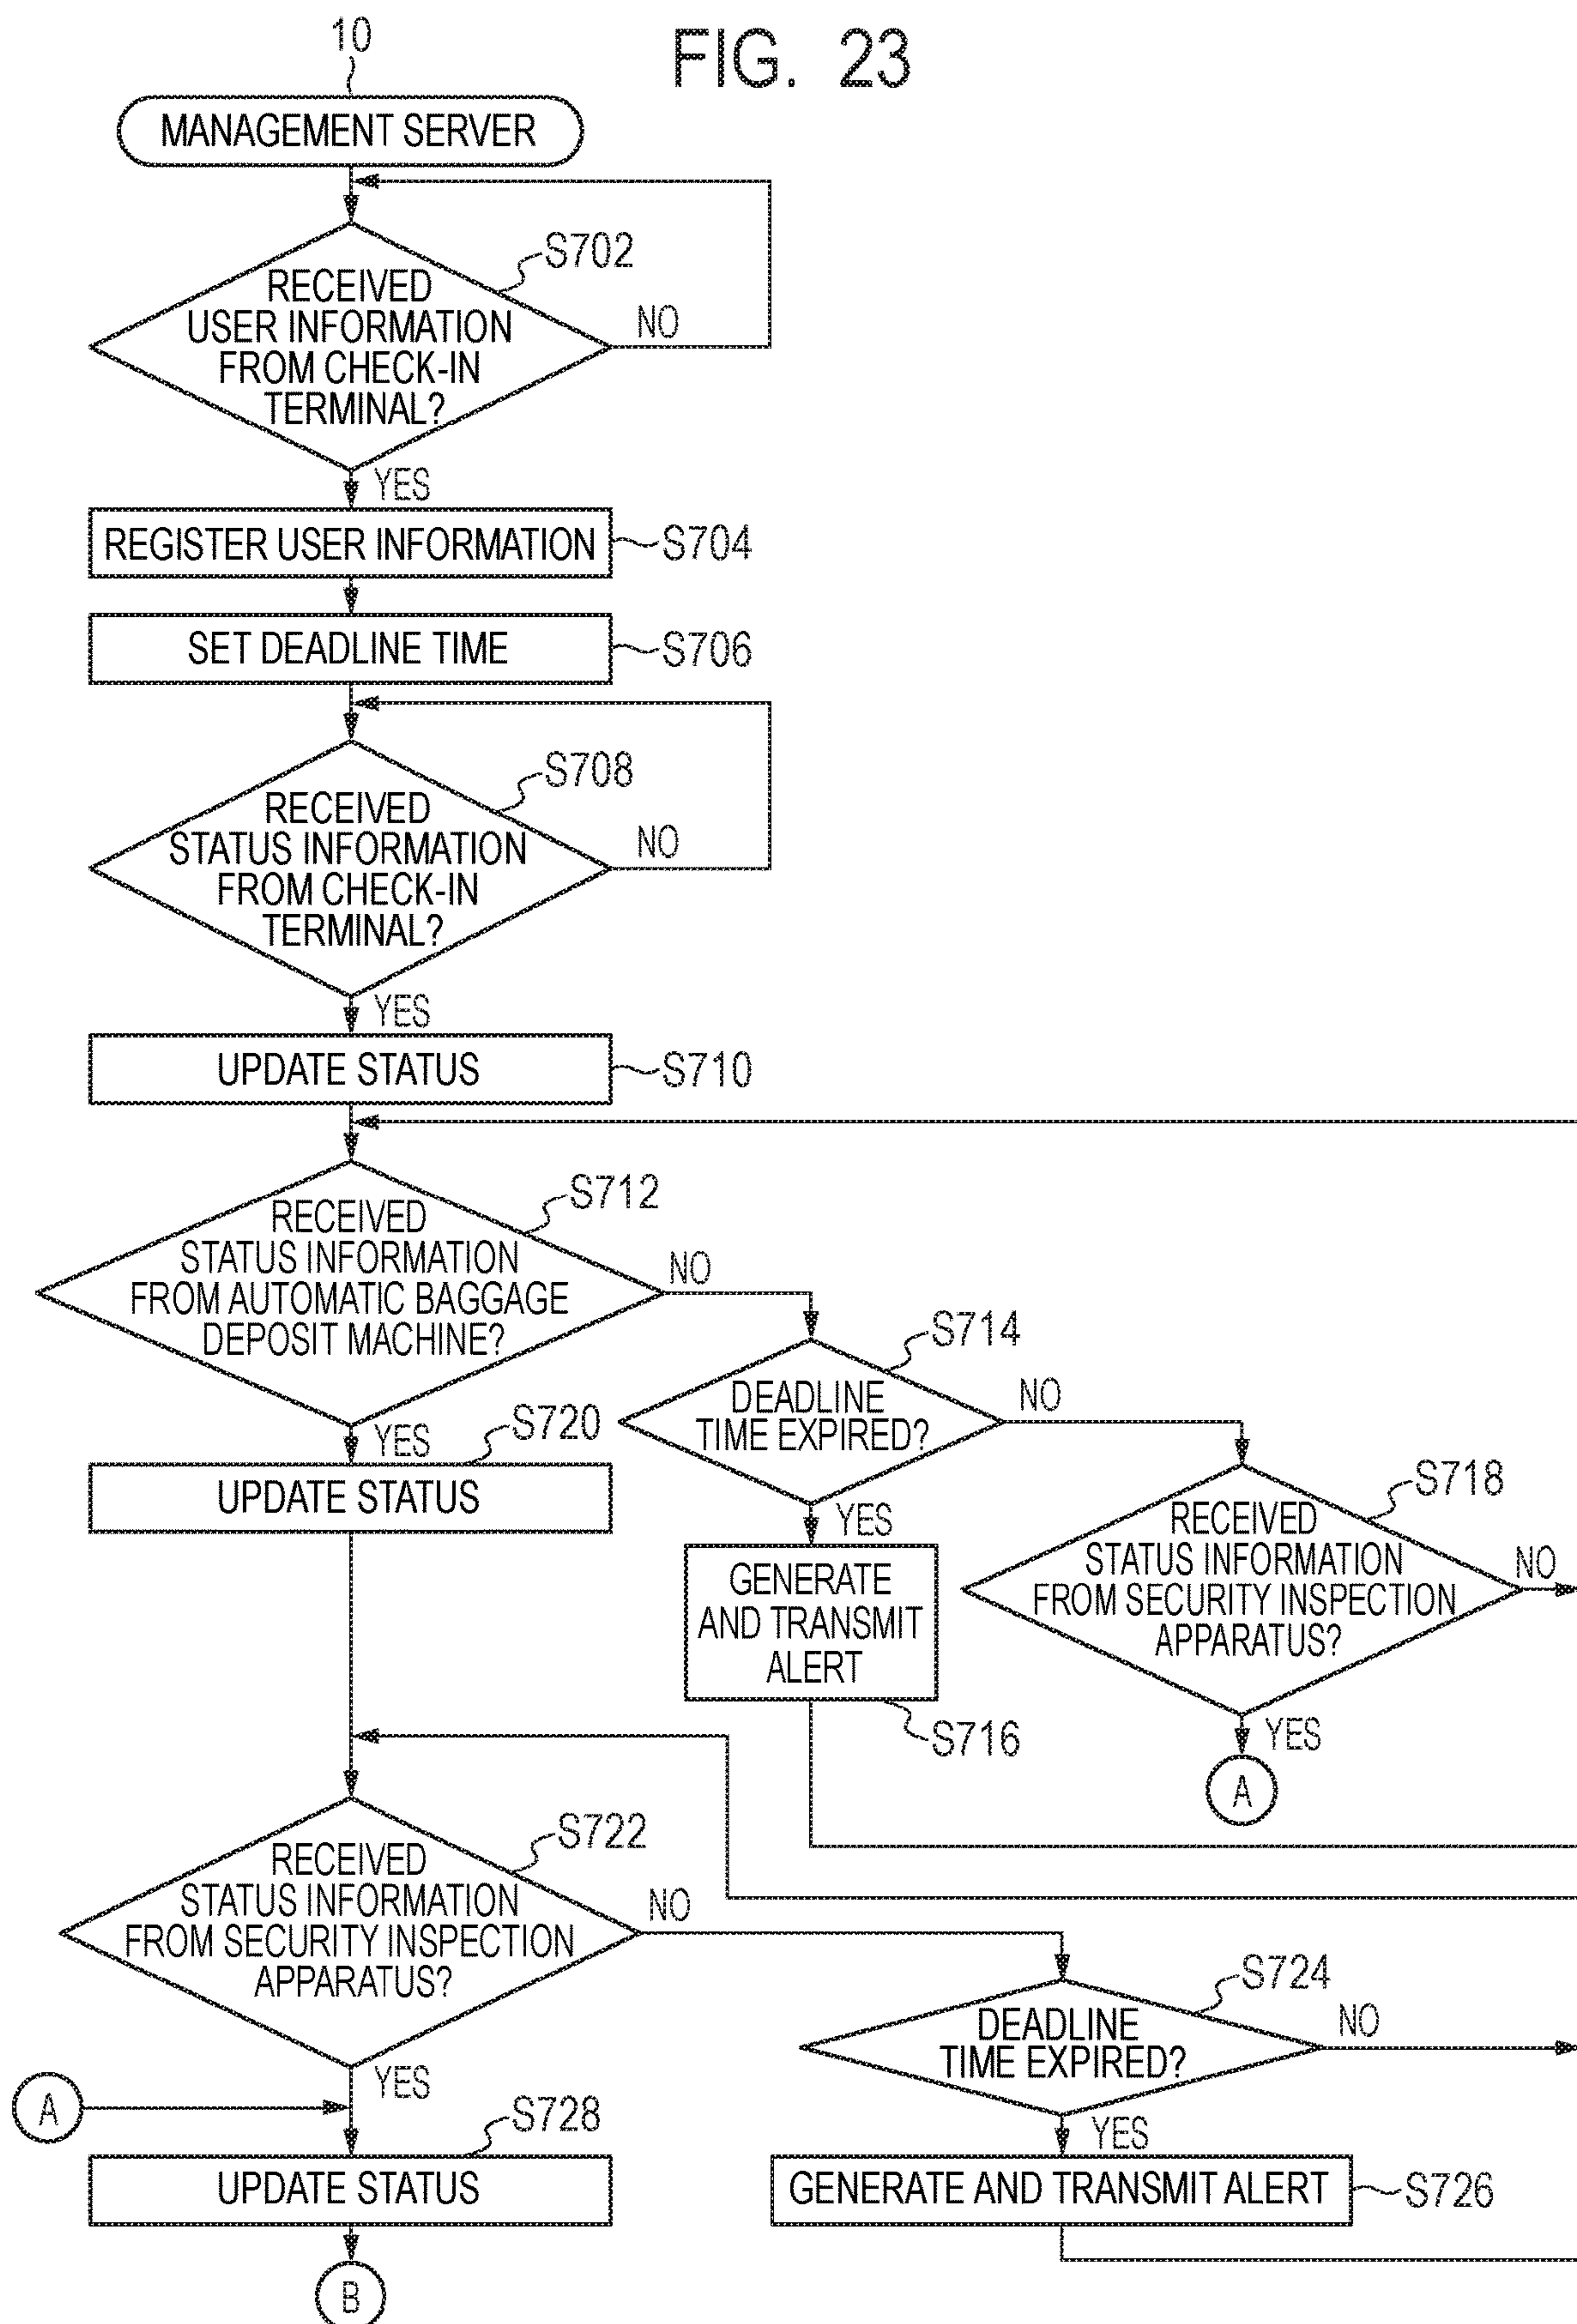 FIG. 23
10
MANAGEMENT SERVER
S702
RECEIVED
USER INFORMATION
FROM CHECK-IN
TERMINAL?
NO
YES
REGISTER USER INFORMATION
S704
SET DEADLINE TIME
S706
S708
RECEIVED
STATUS INFORMATION
FROM CHECK-IN
TERMINAL?
NO
YES
UPDATE STATUS
S710
S712
RECEIVED
STATUS INFORMATION
FROM AUTOMATIC BAGGAGE
DEPOSIT MACHINE?
NO
YES
S714
DEADLINE
TIME EXPIRED?
NO
YES
S718
RECEIVED
STATUS INFORMATION
FROM SECURITY INSPECTION
APPARATUS?
NO
YES
A
GENERATE
AND TRANSMIT
ALERT
S716
S720
UPDATE STATUS
S722
RECEIVED
STATUS INFORMATION
FROM SECURITY INSPECTION
APPARATUS?
NO
YES
S724
DEADLINE
TIME EXPIRED?
NO
YES
GENERATE AND TRANSMIT ALERT
S726
A
S728
UPDATE STATUS
B